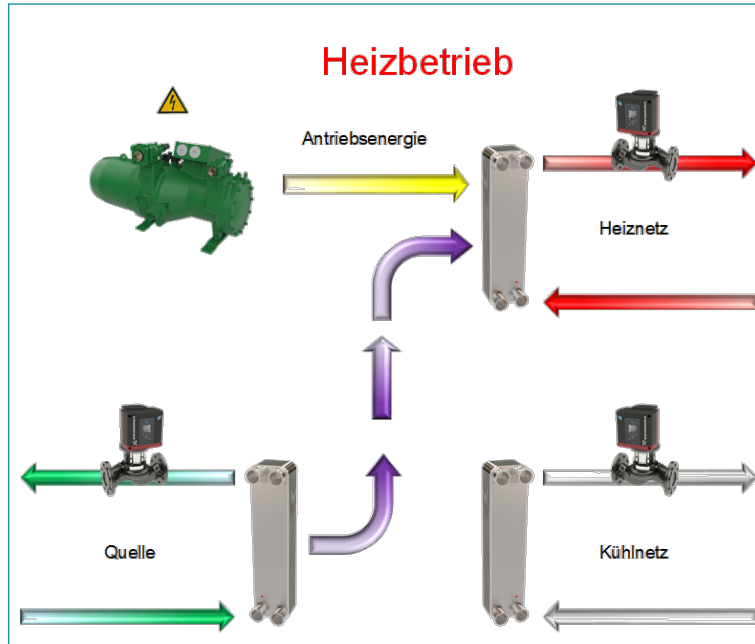 Heizbetrieb
Antriebsenergie
Heiznetz
Quelle
Kühlnetz